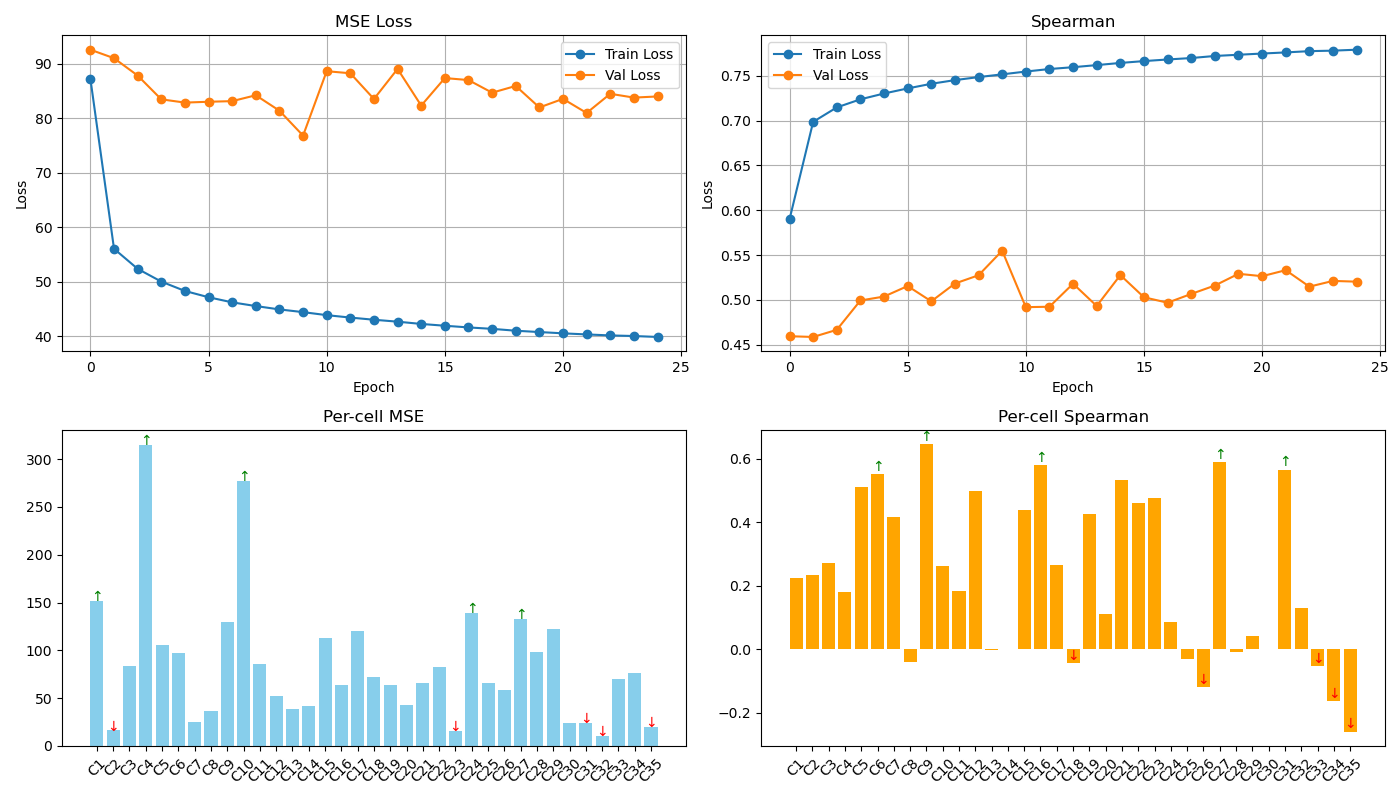 MSE Loss
Loss
90
80
70
60
50
40
Train Loss
Val Loss
0 5 10 15 20 25
Epoch
Spearman
Loss
0.75
0.70
0.65
0.60
0.55
0.50
0.45
Train Loss
Val Loss
0 5 10 15 20 25
Epoch
Per-cell MSE
300
250
200
150
100
50
0
↑ ↓ ↑ ↑ ↑ ↓ ↑ ↓ ↓ ↓
C1 C2 C3 C4 C5 C6 C7 C8 C9 C10 C11 C12 C13 C14 C15 C16 C17 C18 C19 C20 C21 C22 C23 C24 C25 C26 C27 C28 C29 C30 C31 C32 C33 C34 C35
Per-cell Spearman
0.6
0.4
0.2
0.0
−0.2
↑ ↑ ↑ ↓ ↓ ↑ ↑ ↓ ↓ ↓
C1 C2 C3 C4 C5 C6 C7 C8 C9 C10 C11 C12 C13 C14 C15 C16 C17 C18 C19 C20 C21 C22 C23 C24 C25 C26 C27 C28 C29 C30 C31 C32 C33 C34 C35